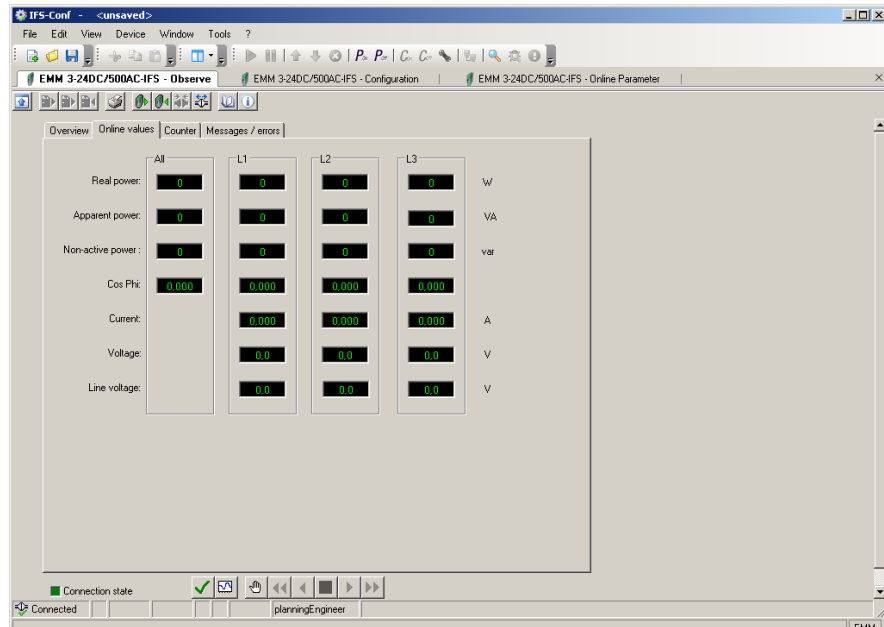 IFS-Conf - <unsaved>
File Edit View Device Window Tools ?
EMM 3-24DC/500AC-IFS - Observe EMM 3-24DC/500AC-IFS - Configuration EMM 3-24DC/500AC-IFS - Online Parameter
Overview Online values Counter Messages / errors
All L1 L2 L3
Real power: 0 0 0 0 W
Apparent power: 0 0 0 0 VA
Non-active power : 0 0 0 0 var
Cos Phi: 0,000 0,000 0,000 0,000
Current: 0,000 0,000 0,000 A
Voltage: 0,0 0,0 0,0 V
Line voltage: 0,0 0,0 0,0 V
Connection state
Connected planningEngineer